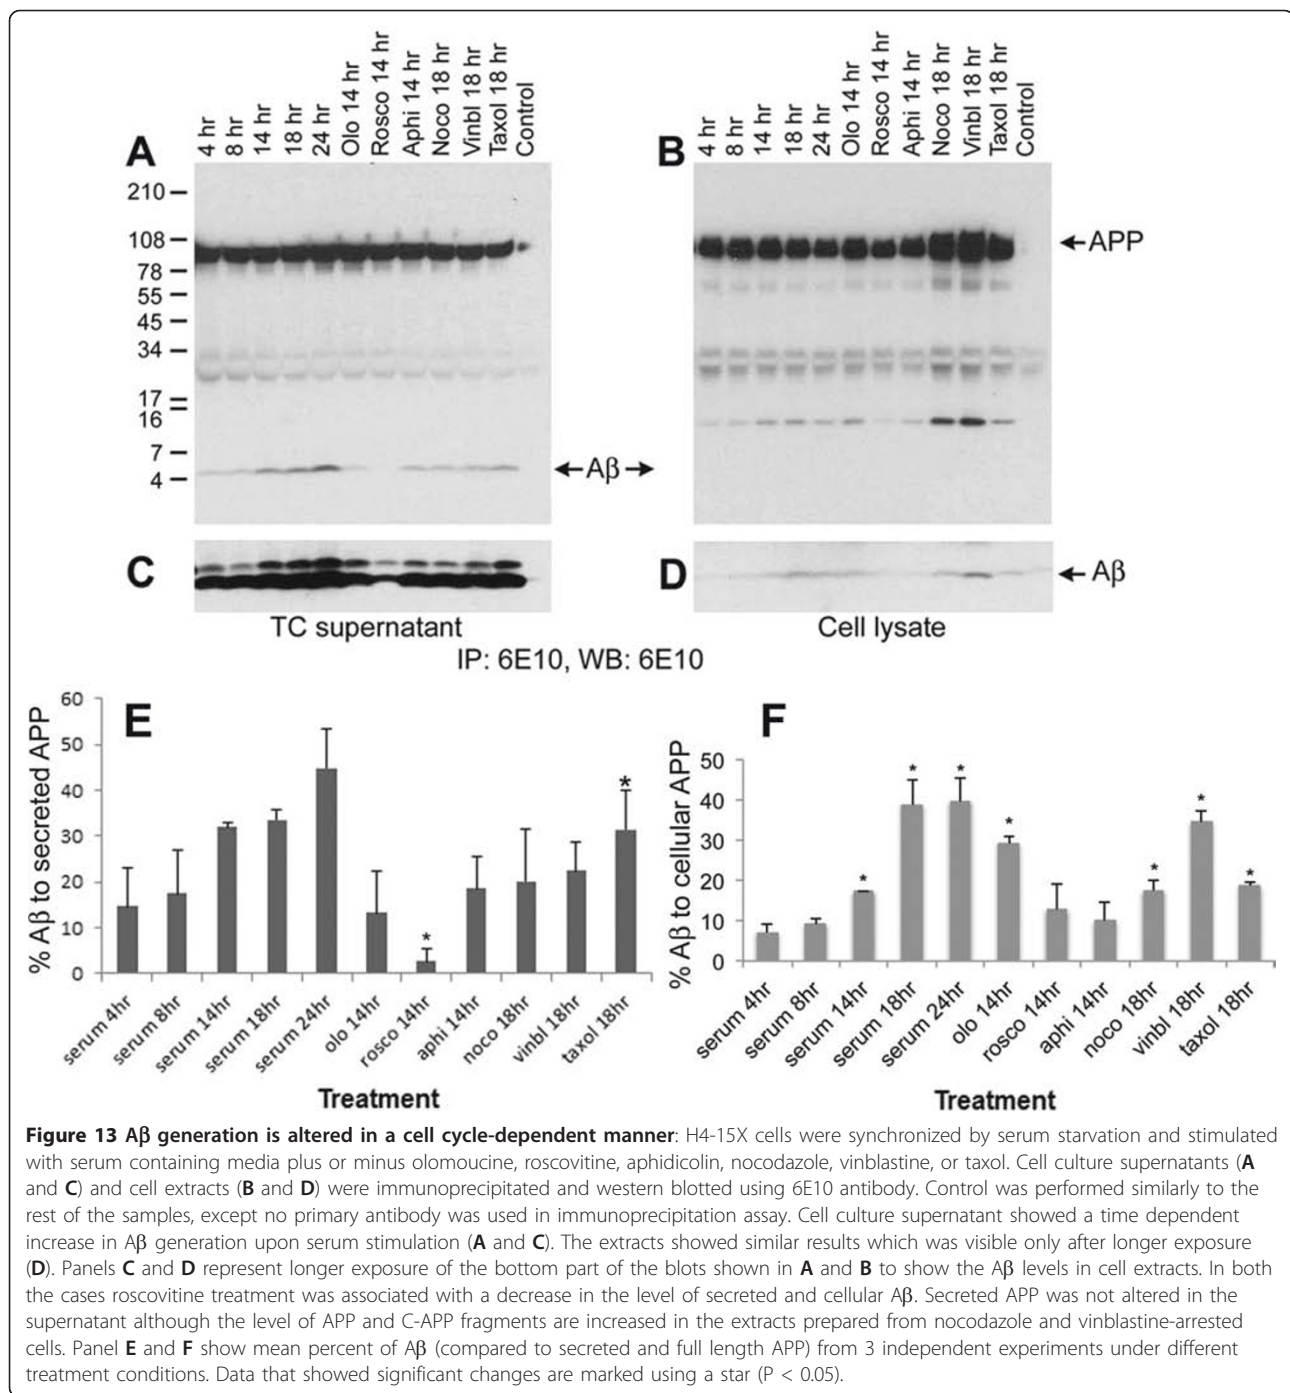 4 hr
8 hr
14 hr
18 hr
24 hr
Olo 14 hr
Rosco 14 hr
Aphi 14 hr
Noco 18 hr
Vinbl 18 hr
Taxol 18 hr
Control
4 hr
8 hr
14 hr
18 hr
24 hr
Olo 14 hr
Rosco 14 hr
Aphi 14 hr
Noco 18 hr
Vinbl 18 hr
Taxol 18 hr
Control
A
B
210
108
78
55
45
34
17
16
7
4
←APP
←Aβ→
C
D
←Aβ
TC supernatant
Cell lysate
IP: 6E10, WB: 6E10
E
% Aβ to secreted APP
60
50
40
30
20
10
0
*
*
serum 4hr
serum 8hr
serum 14hr
serum 18hr
serum 24hr
olo 14hr
rosco 14hr
aphi 14hr
noco 18hr
vinbl 18hr
taxol 18hr
Treatment
F
% Aβ to cellular APP
50
40
30
20
10
0
*
*
*
*
*
*
*
serum 4hr
serum 8hr
serum 14hr
serum 18hr
serum 24hr
olo 14hr
rosco 14hr
aphi 14hr
noco 18hr
vinbl 18hr
taxol 18hr
Treatment
Figure 13 Aβ generation is altered in a cell cycle-dependent manner: H4-15X cells were synchronized by serum starvation and stimulated
with serum containing media plus or minus olomoucine, roscovitine, aphidicolin, nocodazole, vinblastine, or taxol. Cell culture supernatants (A
and C) and cell extracts (B and D) were immunoprecipitated and western blotted using 6E10 antibody. Control was performed similarly to the
rest of the samples, except no primary antibody was used in immunoprecipitation assay. Cell culture supernatant showed a time dependent
increase in Aβ generation upon serum stimulation (A and C). The extracts showed similar results which was visible only after longer exposure
(D). Panels C and D represent longer exposure of the bottom part of the blots shown in A and B to show the Aβ levels in cell extracts. In both
the cases roscovitine treatment was associated with a decrease in the level of secreted and cellular Aβ. Secreted APP was not altered in the
supernatant although the level of APP and C-APP fragments are increased in the extracts prepared from nocodazole and vinblastine-arrested
cells. Panel E and F show mean percent of Aβ (compared to secreted and full length APP) from 3 independent experiments under different
treatment conditions. Data that showed significant changes are marked using a star (P < 0.05).